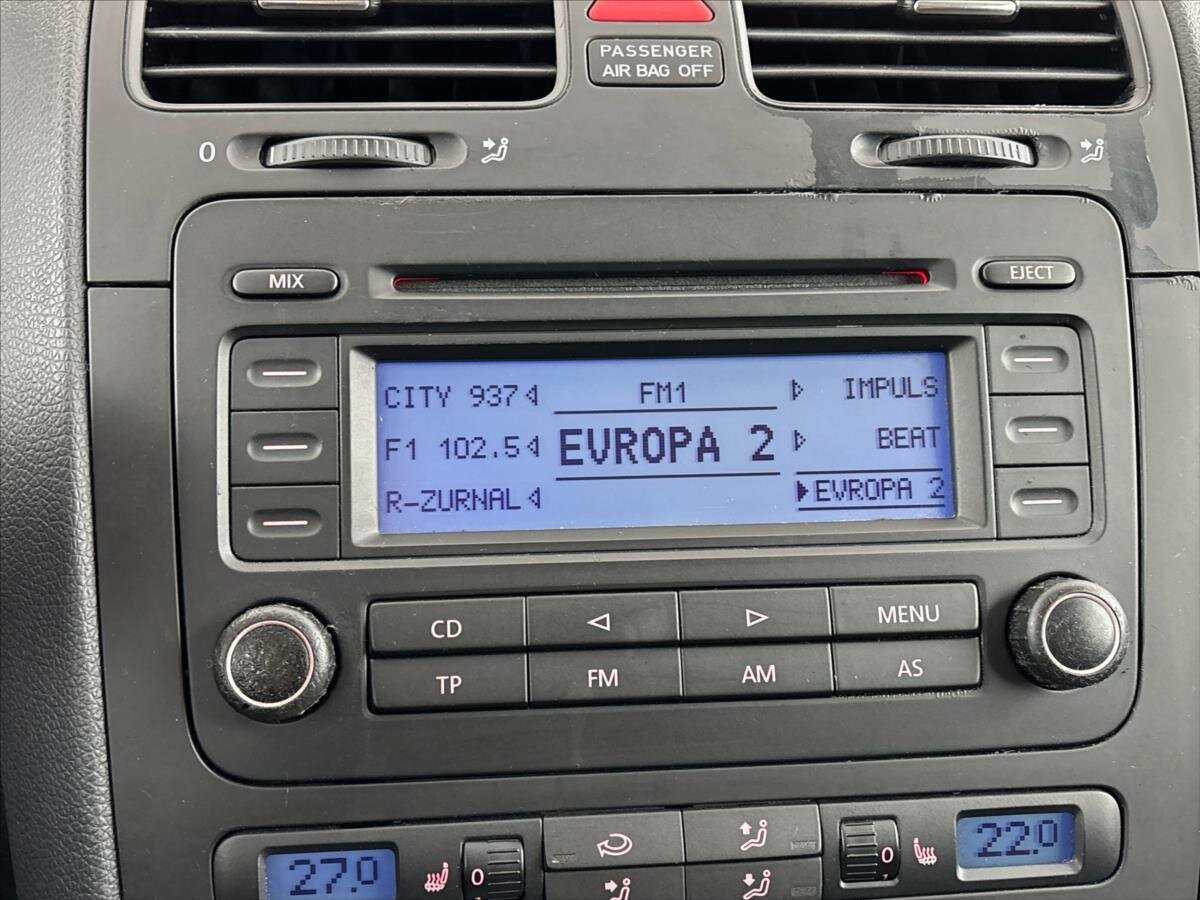 PASSENGER
AIR BAG OFF
0
MIX
EJECT
CITY 937 FM1 IMPULS
F1 102.5 EVROPA 2 BEAT
R-ZURNAL EVROPA 2
CD MENU
TP FM AM AS
27.0 0 0 22.0